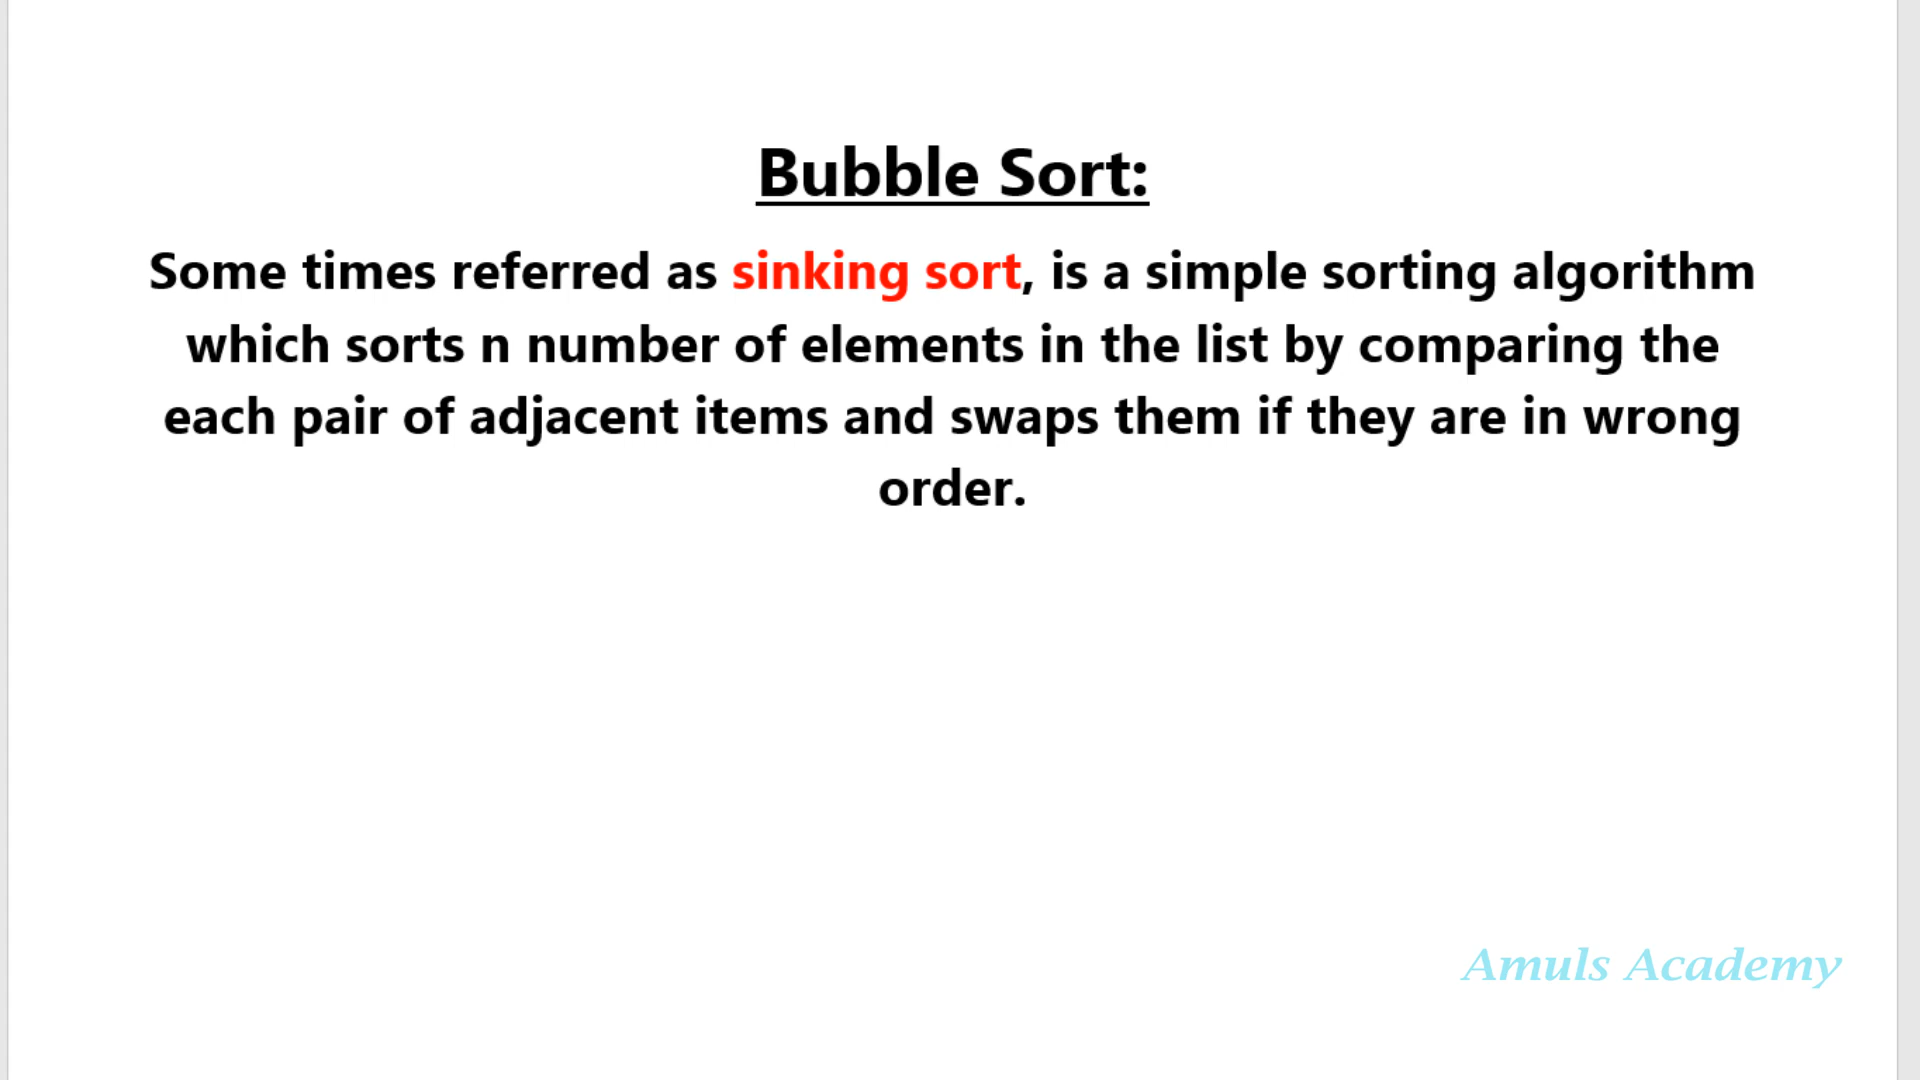 Bubble Sort:
Some times referred as sinking sort, is a simple sorting algorithm
which sorts n number of elements in the list by comparing the
each pair of adjacent items and swaps them if they are in wrong
order.
Amuls Academy